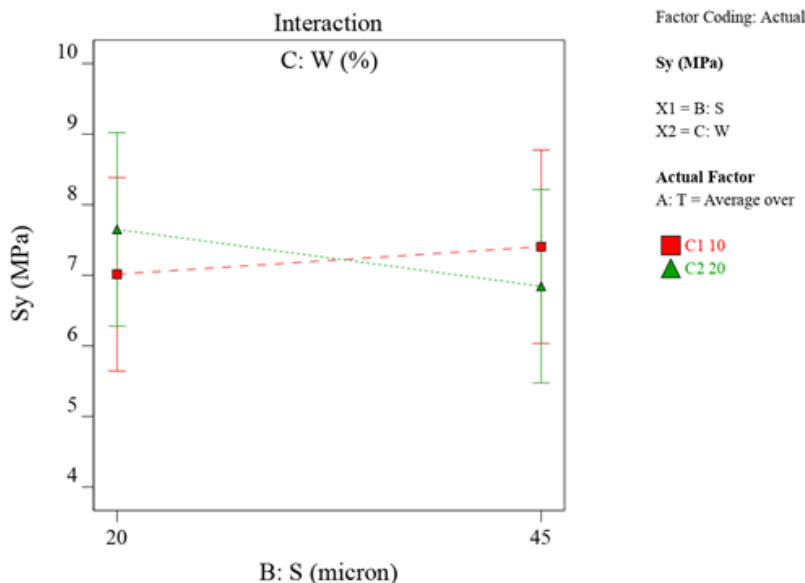 Interaction
C: W (%)
10
9
8
7
6
5
4
Sy (MPa)
20
45
B: S (micron)
Factor Coding: Actual
Sy (MPa)
X1 = B: S
X2 = C: W
Actual Factor
A: T = Average over
C1 10
C2 20